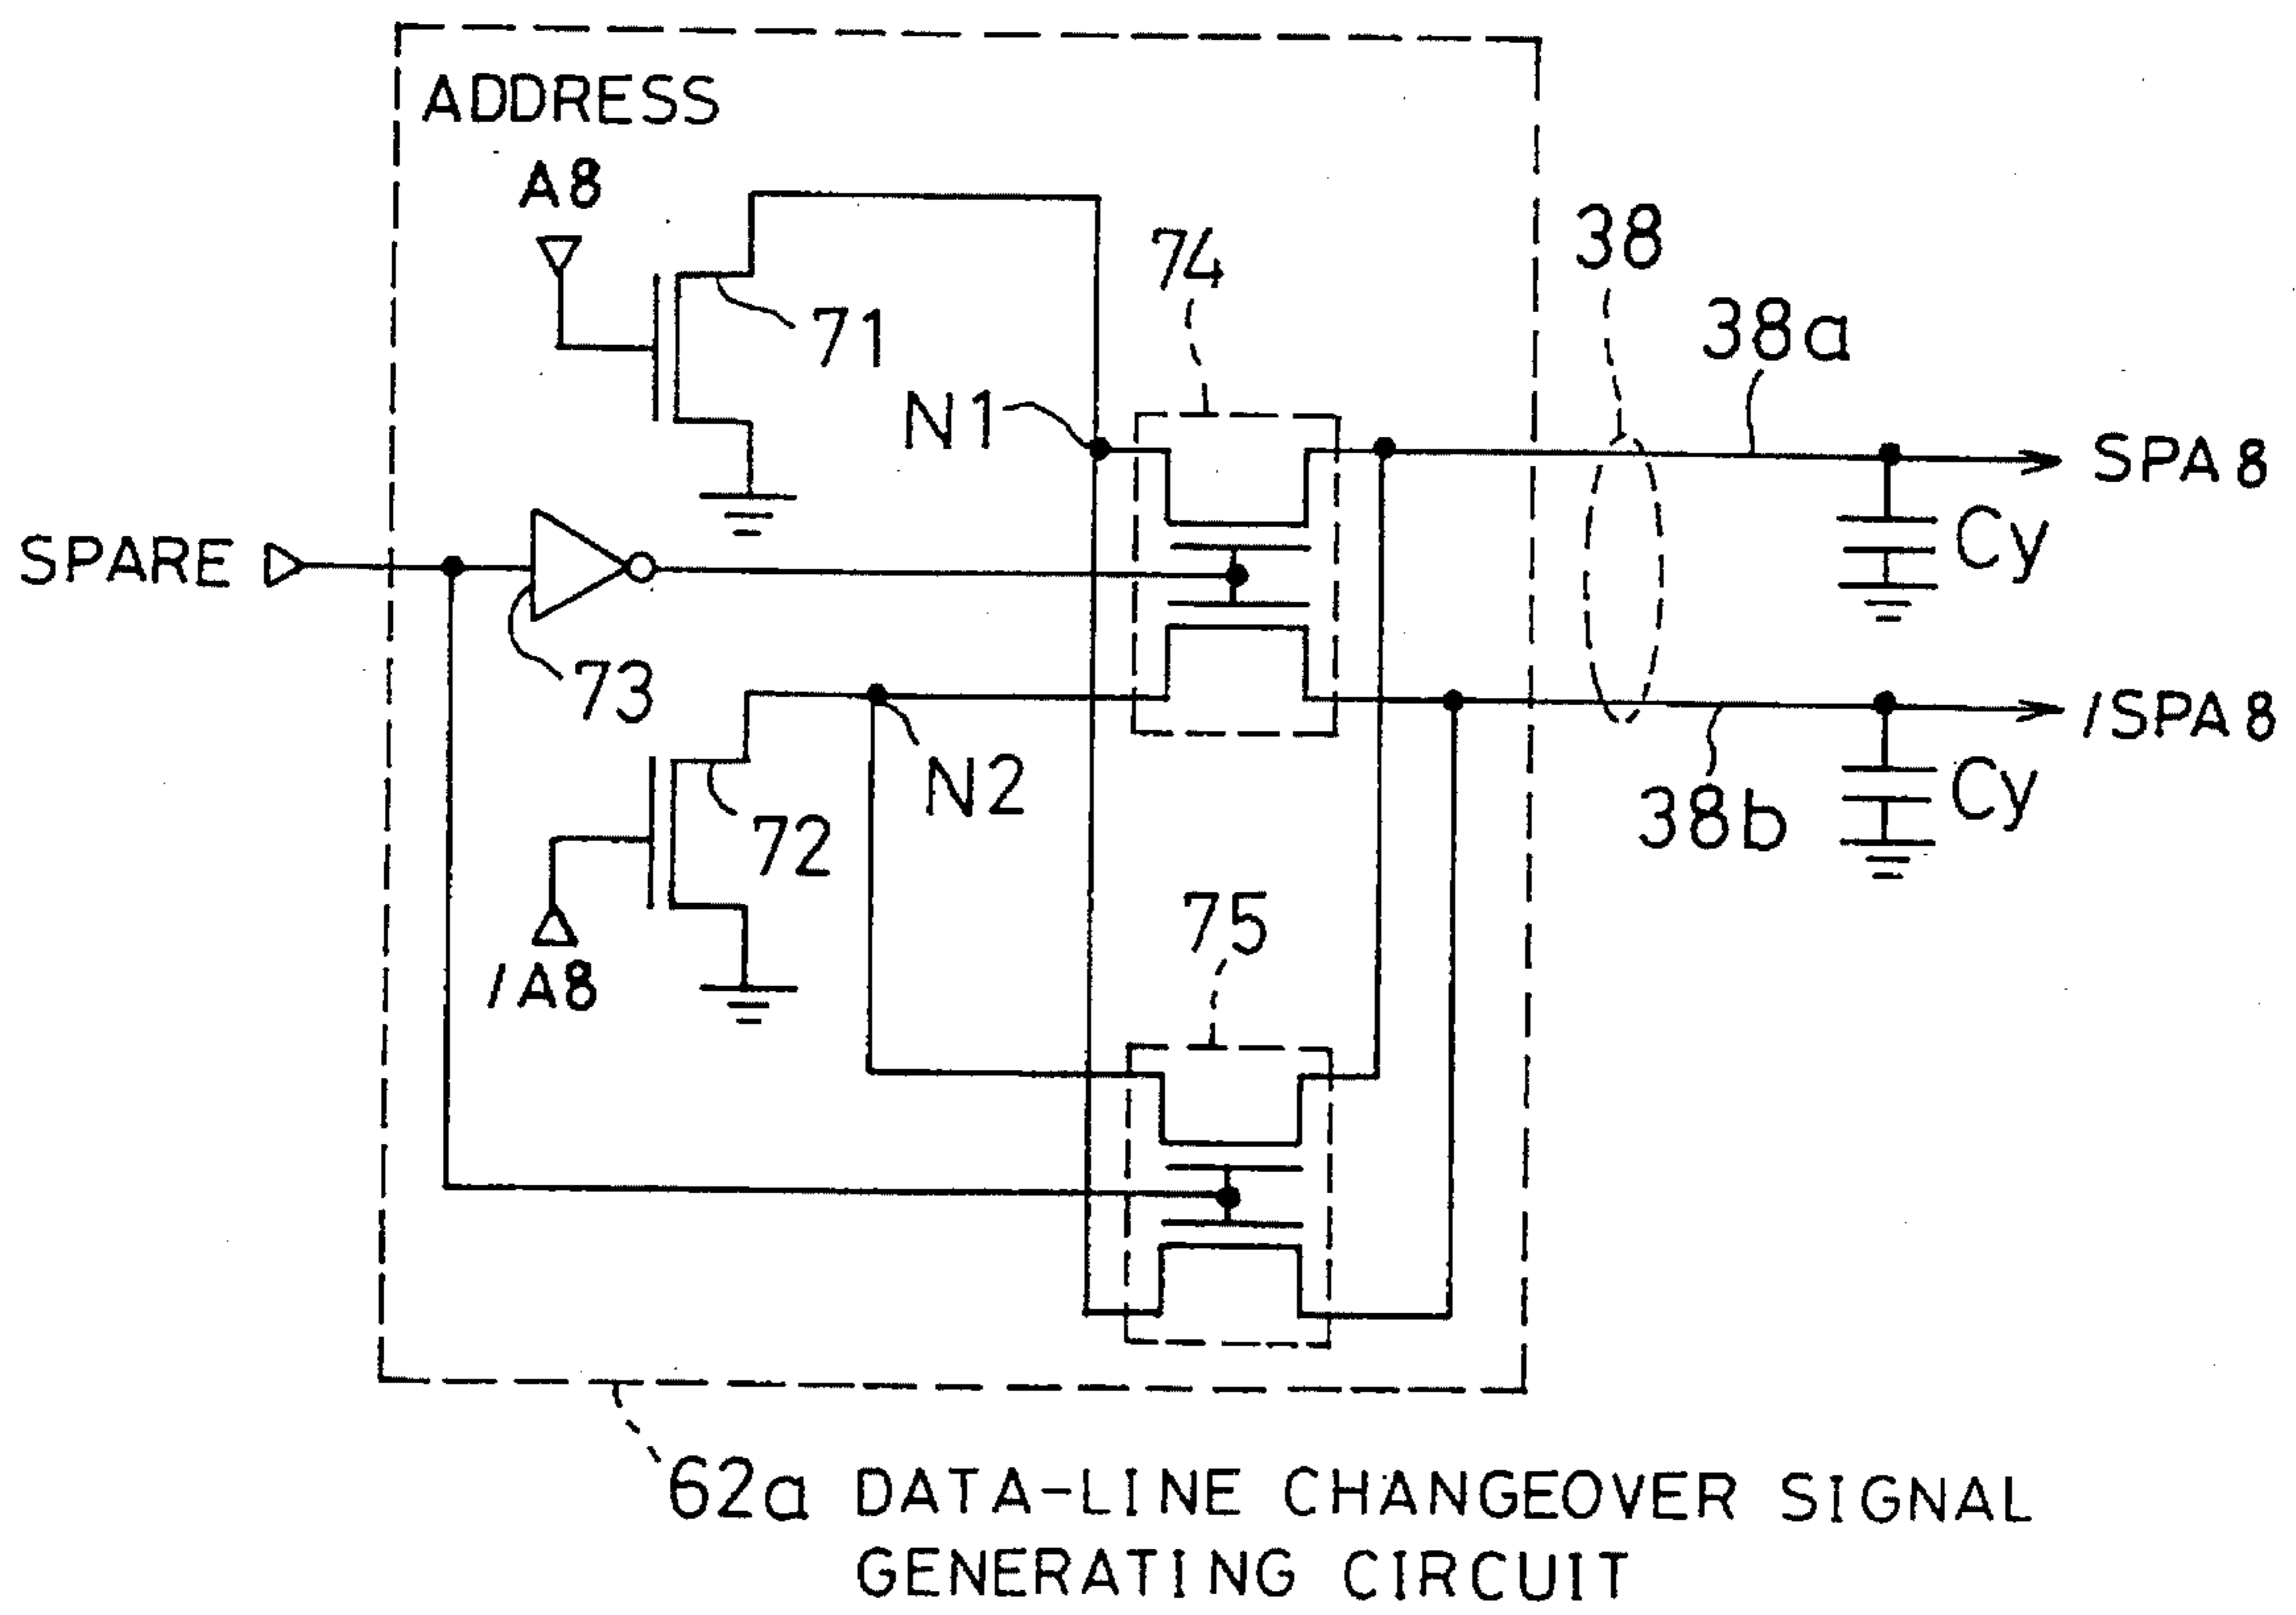 ADDRESS
A8
71
74
38
38a
N1
SPA8
Cy
SPARE
73
N2
/SPA8
Cy
38b
72
/A8
75
62a DATA-LINE CHANGEOVER SIGNAL
GENERATING CIRCUIT